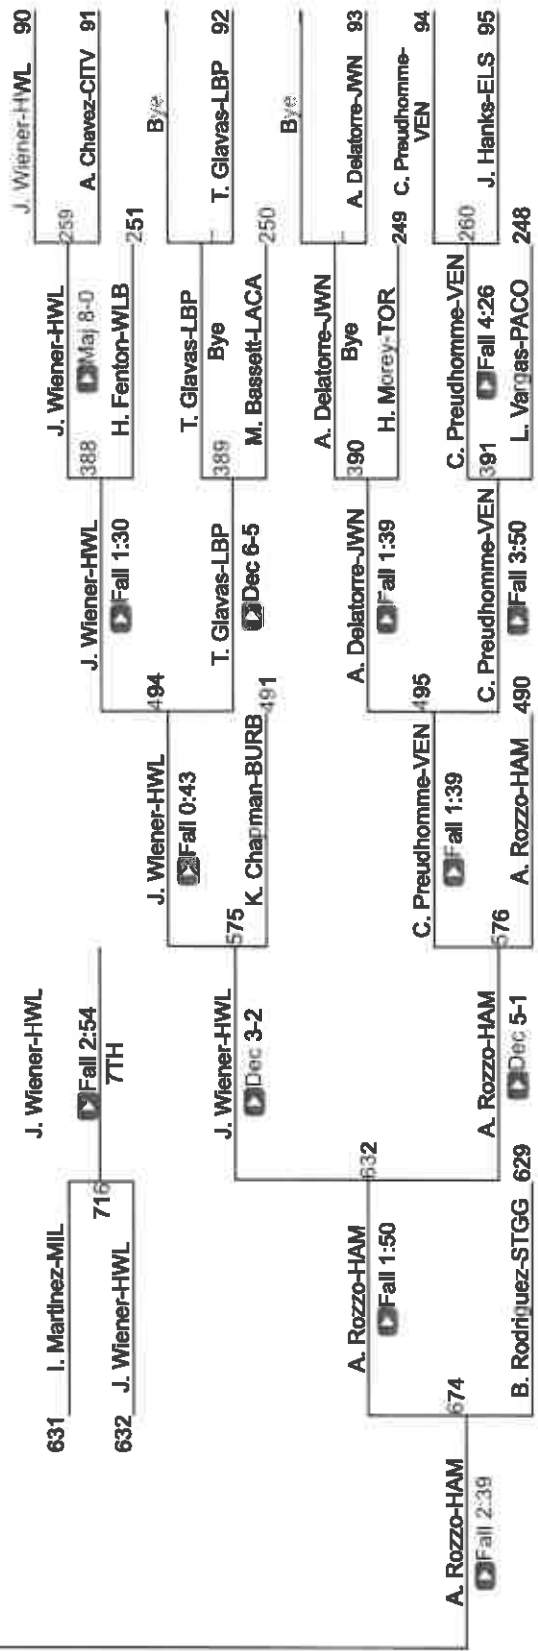 J. Wiener-HWL 90
A. Chavez-CITV 91
Bye
T. Glavas-LBP 92
Bye
A. Delatorre-JWN 93
C. Preudhomme-VEN 94
J. Hanks-ELS 95
J. Wiener-HWL 259
Maj 8-0
H. Fenton-WLB 251
T. Glavas-LBP
Bye
M. Bassett-LACA 250
A. Delatorre-JWN
Bye
H. Morey-TOR 249
C. Preudhomme-VEN 260
Fall 4:26
L. Vargas-PACO 248
J. Wiener-HWL 388
Fall 1:30
T. Glavas-LBP 389
Dec 6-5
A. Delatorre-JWN 390
Fall 1:39
C. Preudhomme-VEN 391
Fall 3:50
J. Wiener-HWL 494
Fall 0:43
K. Chapman-BURB 491
C. Preudhomme-VEN 495
Fall 1:39
A. Rozzo-HAM 490
J. Wiener-HWL 575
Dec 3-2
A. Rozzo-HAM 576
Dec 5-1
J. Wiener-HWL
Fall 2:54
7TH
631 I. Martinez-MIL
716
632 J. Wiener-HWL
A. Rozzo-HAM 632
Fall 1:50
B. Rodriguez-STGG 629
A. Rozzo-HAM 674
Fall 2:39